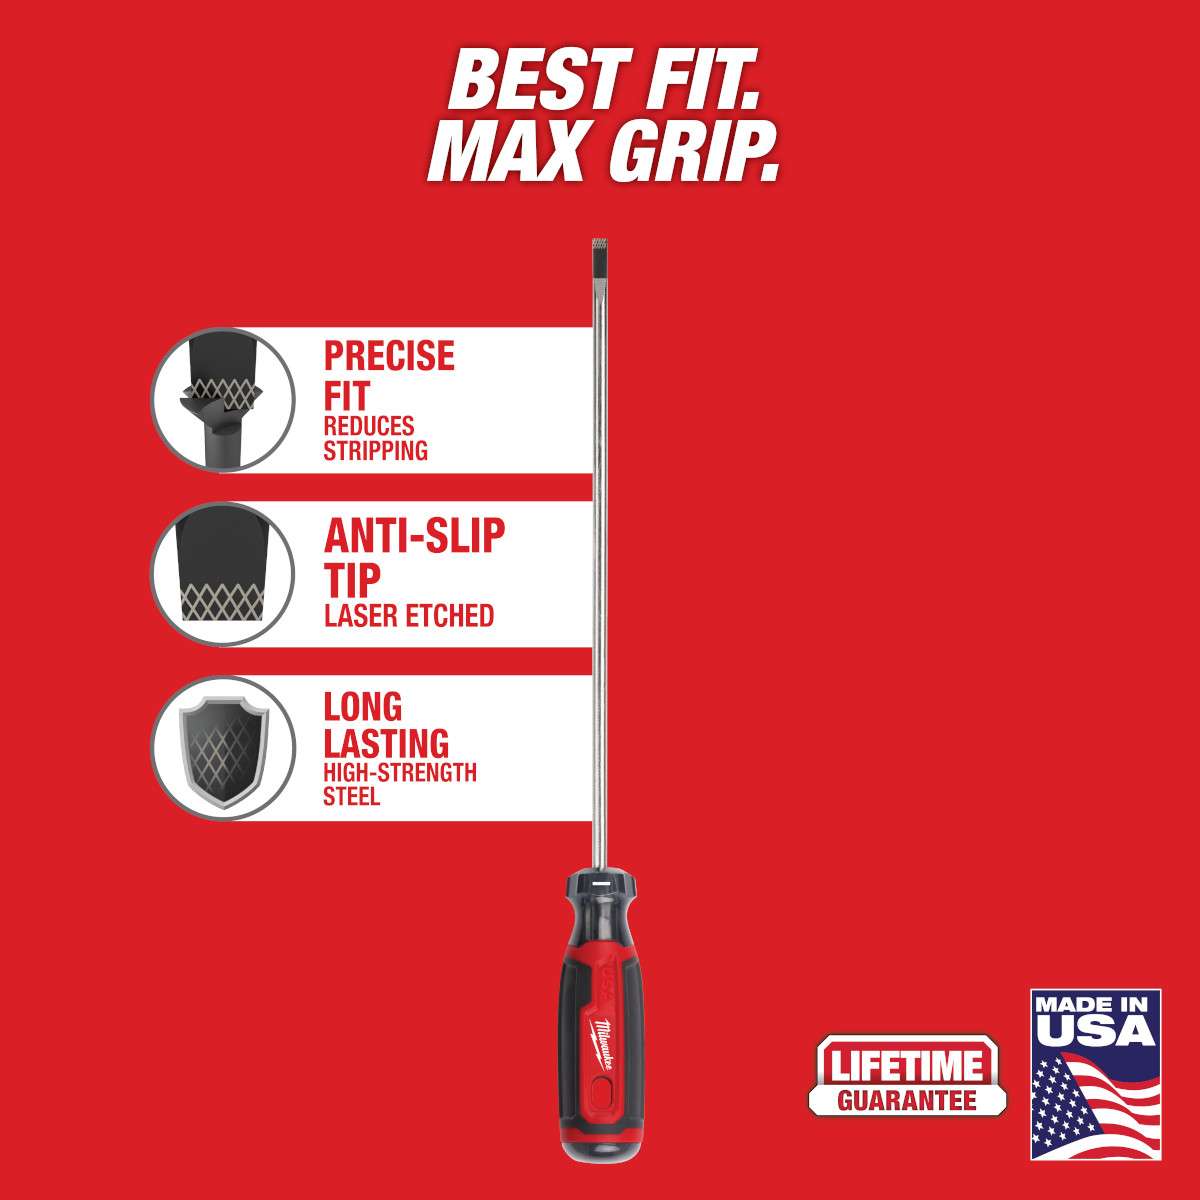 BEST FIT.
MAX GRIP.
PRECISE
FIT
REDUCES
STRIPPING
ANTI-SLIP
TIP
LASER ETCHED
LONG
LASTING
HIGH-STRENGTH
STEEL
USA
Milwaukee
LIFETIME
GUARANTEE
MADE IN
USA